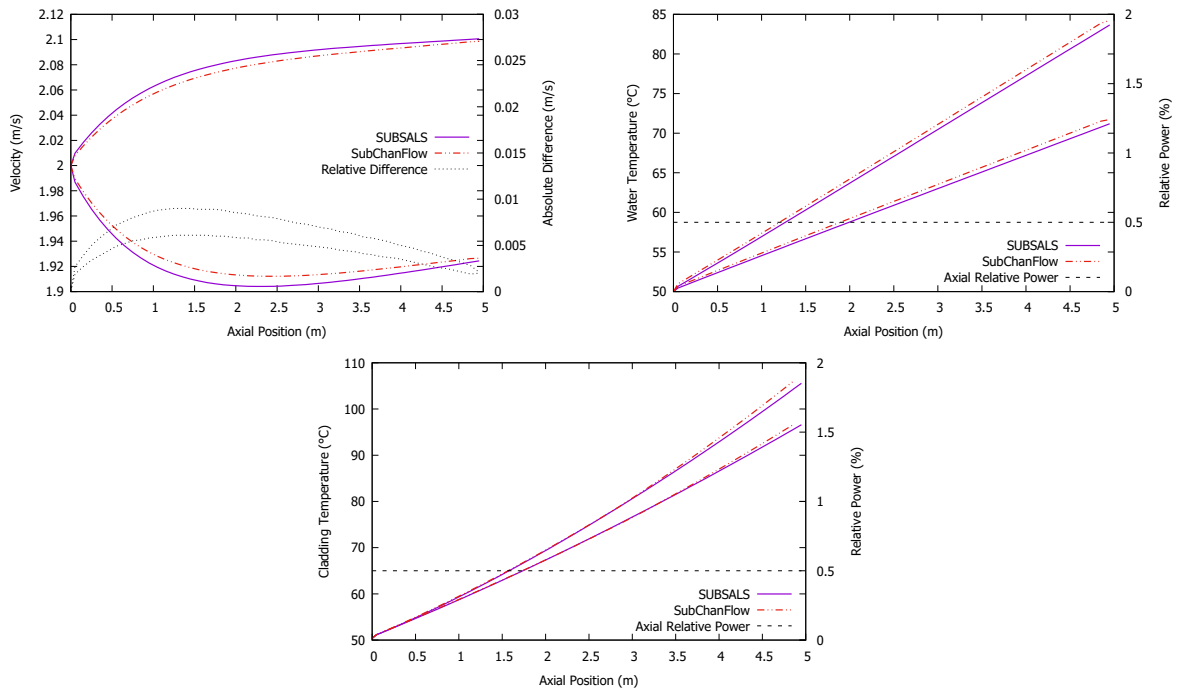 2.12
2.1
2.08
2.06
2.04
2.02
2
1.98
1.96
1.94
1.92
1.9
Velocity (m/s)
0 0.5 1 1.5 2 2.5 3 3.5 4 4.5 5
Axial Position (m)
0.03
0.025
0.02
0.015
0.01
0.005
0
Absolute Difference (m/s)
SUBSALS
SubChanFlow
Relative Difference
85
80
75
70
65
60
55
50
Water Temperature (°C)
0 0.5 1 1.5 2 2.5 3 3.5 4 4.5 5
Axial Position (m)
2
1.5
1
0.5
0
Relative Power (%)
SUBSALS
SubChanFlow
Axial Relative Power
110
100
90
80
70
60
50
Cladding Temperature (°C)
0 0.5 1 1.5 2 2.5 3 3.5 4 4.5 5
Axial Position (m)
2
1.5
1
0.5
0
Relative Power (%)
SUBSALS
SubChanFlow
Axial Relative Power